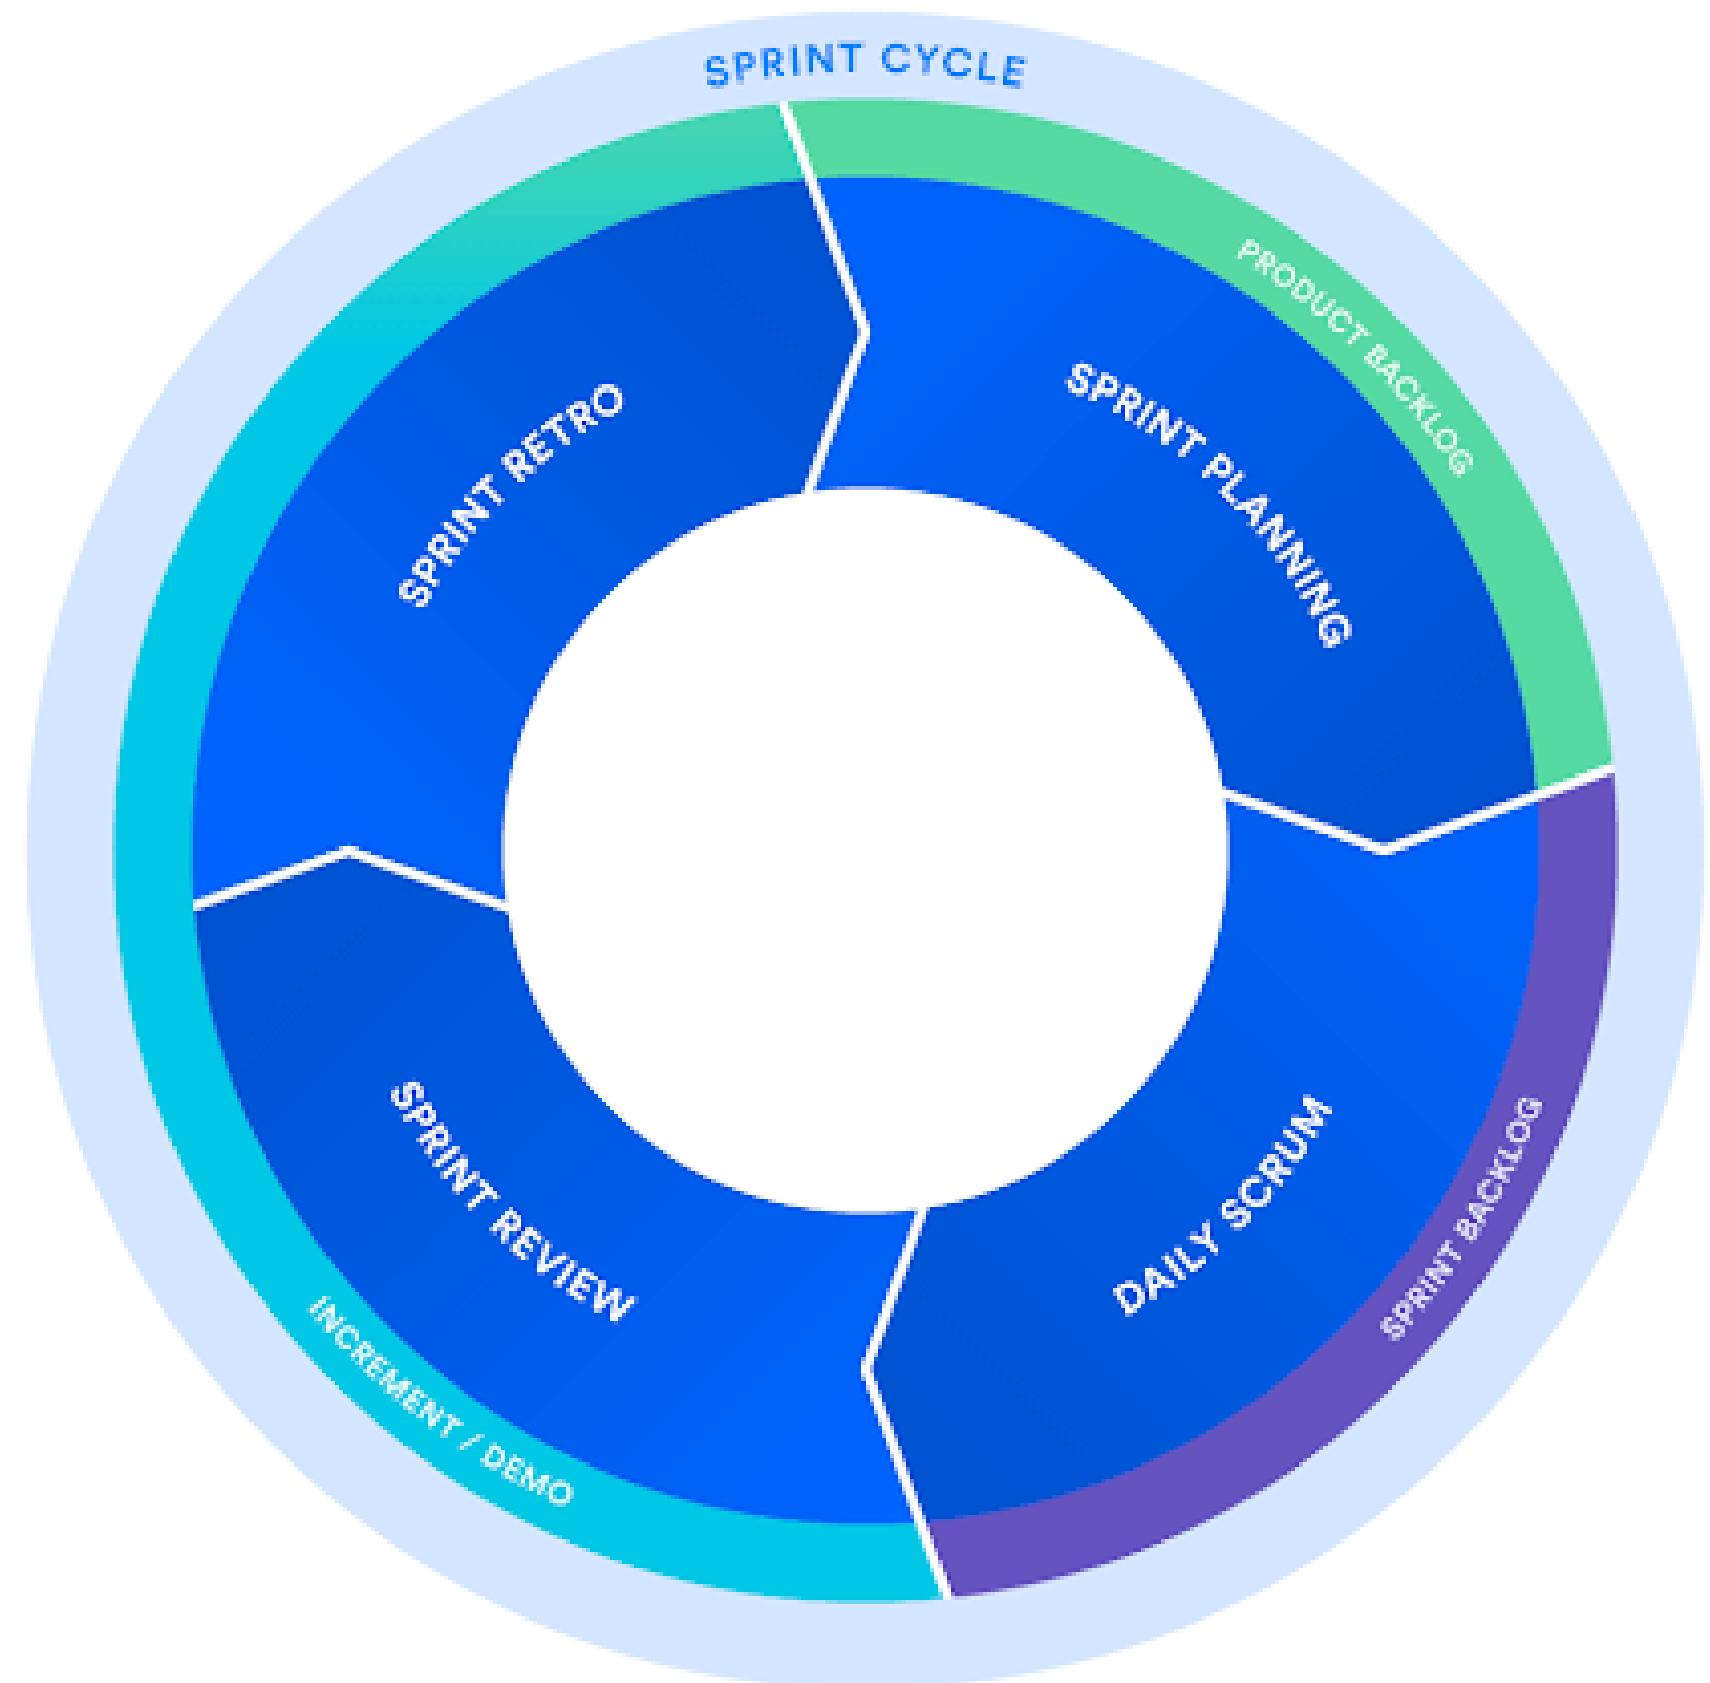 SPRINT CYCLE
PRODUCT BACKLOG
SPRINT PLANNING
DAILY SCRUM
SPRINT BACKLOG
SPRINT REVIEW
INCREMENT / DEMO
SPRINT RETRO